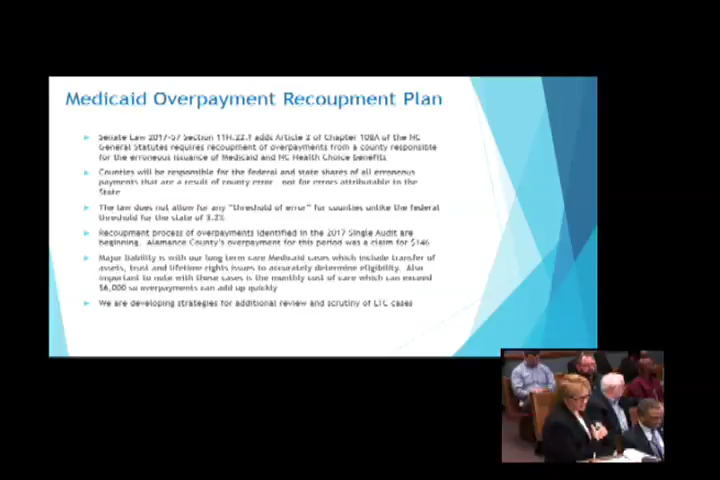 Medicaid Overpayment Recoupment Plan
Senate Law 2017-57 Section 11H.22.f adds Article 2 of Chapter 108A of the NC
General Statutes requires recoupment of overpayments from a county responsible
for the erroneous issuance of Medicaid and NC Health Choice benefits
Counties will be responsible for the federal and state shares of all erroneous
payments that are a result of county error not for errors attributable to the
State
The law does not allow for any "threshold of error" for counties unlike the federal
threshold for the state of 3.2%
Recoupment process of overpayments identified in the 2017 Single Audit are
beginning. Alamance County's overpayment for this period was a claim for $146
Major liability is with our long term care Medicaid cases which include transfer of
assets, trust and lifetime rights issues to accurately determine eligibility. Also
important to note with these cases is the monthly cost of care which can exceed
$6,000 so overpayments can add up quickly
We are developing strategies for additional review and scrutiny of LTC cases